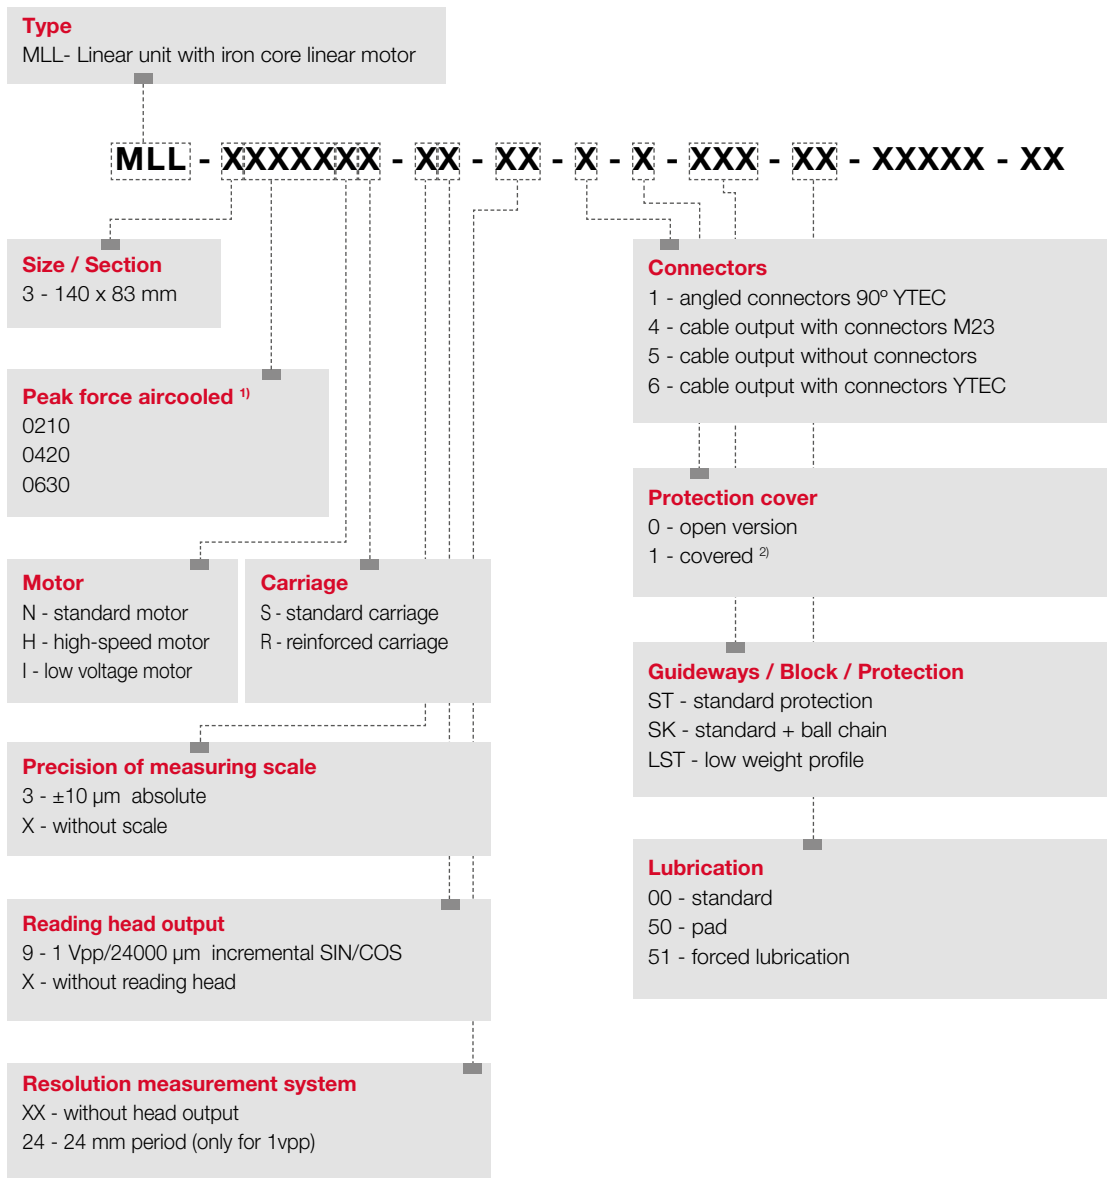 Type
MLL- Linear unit with iron core linear motor
MLL - XXXXXXX - XX - XX - X - X - XXX - XX - XXXXX - XX
Size / Section
3 - 140 x 83 mm
Peak force aircooled 1)
0210
0420
0630
Motor
N - standard motor
H - high-speed motor
I - low voltage motor
Carriage
S - standard carriage
R - reinforced carriage
Precision of measuring scale
3 - ±10 µm absolute
X - without scale
Reading head output
9 - 1 Vpp/24000 µm incremental SIN/COS
X - without reading head
Resolution measurement system
XX - without head output
24 - 24 mm period (only for 1vpp)
Connectors
1 - angled connectors 90º YTEC
4 - cable output with connectors M23
5 - cable output without connectors
6 - cable output with connectors YTEC
Protection cover
0 - open version
1 - covered 2)
Guideways / Block / Protection
ST - standard protection
SK - standard + ball chain
LST - low weight profile
Lubrication
00 - standard
50 - pad
51 - forced lubrication